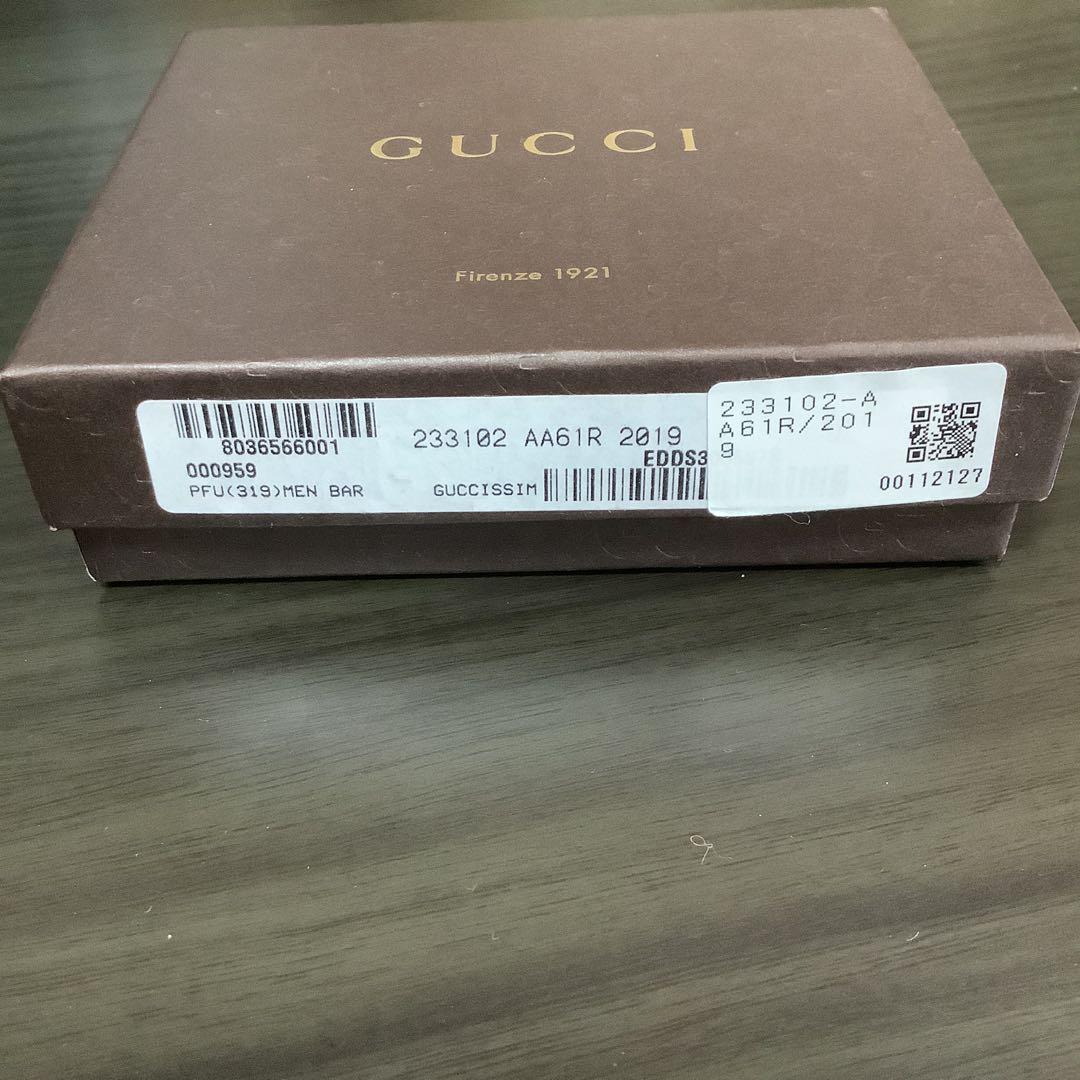 GUCCI
Firenze 1921
8036566001
000959
233102 AA61R 2019
EDDS3
PFU(319)MEN BAR
GUCCISSIM
233102-A
A61R/201
9
00112127